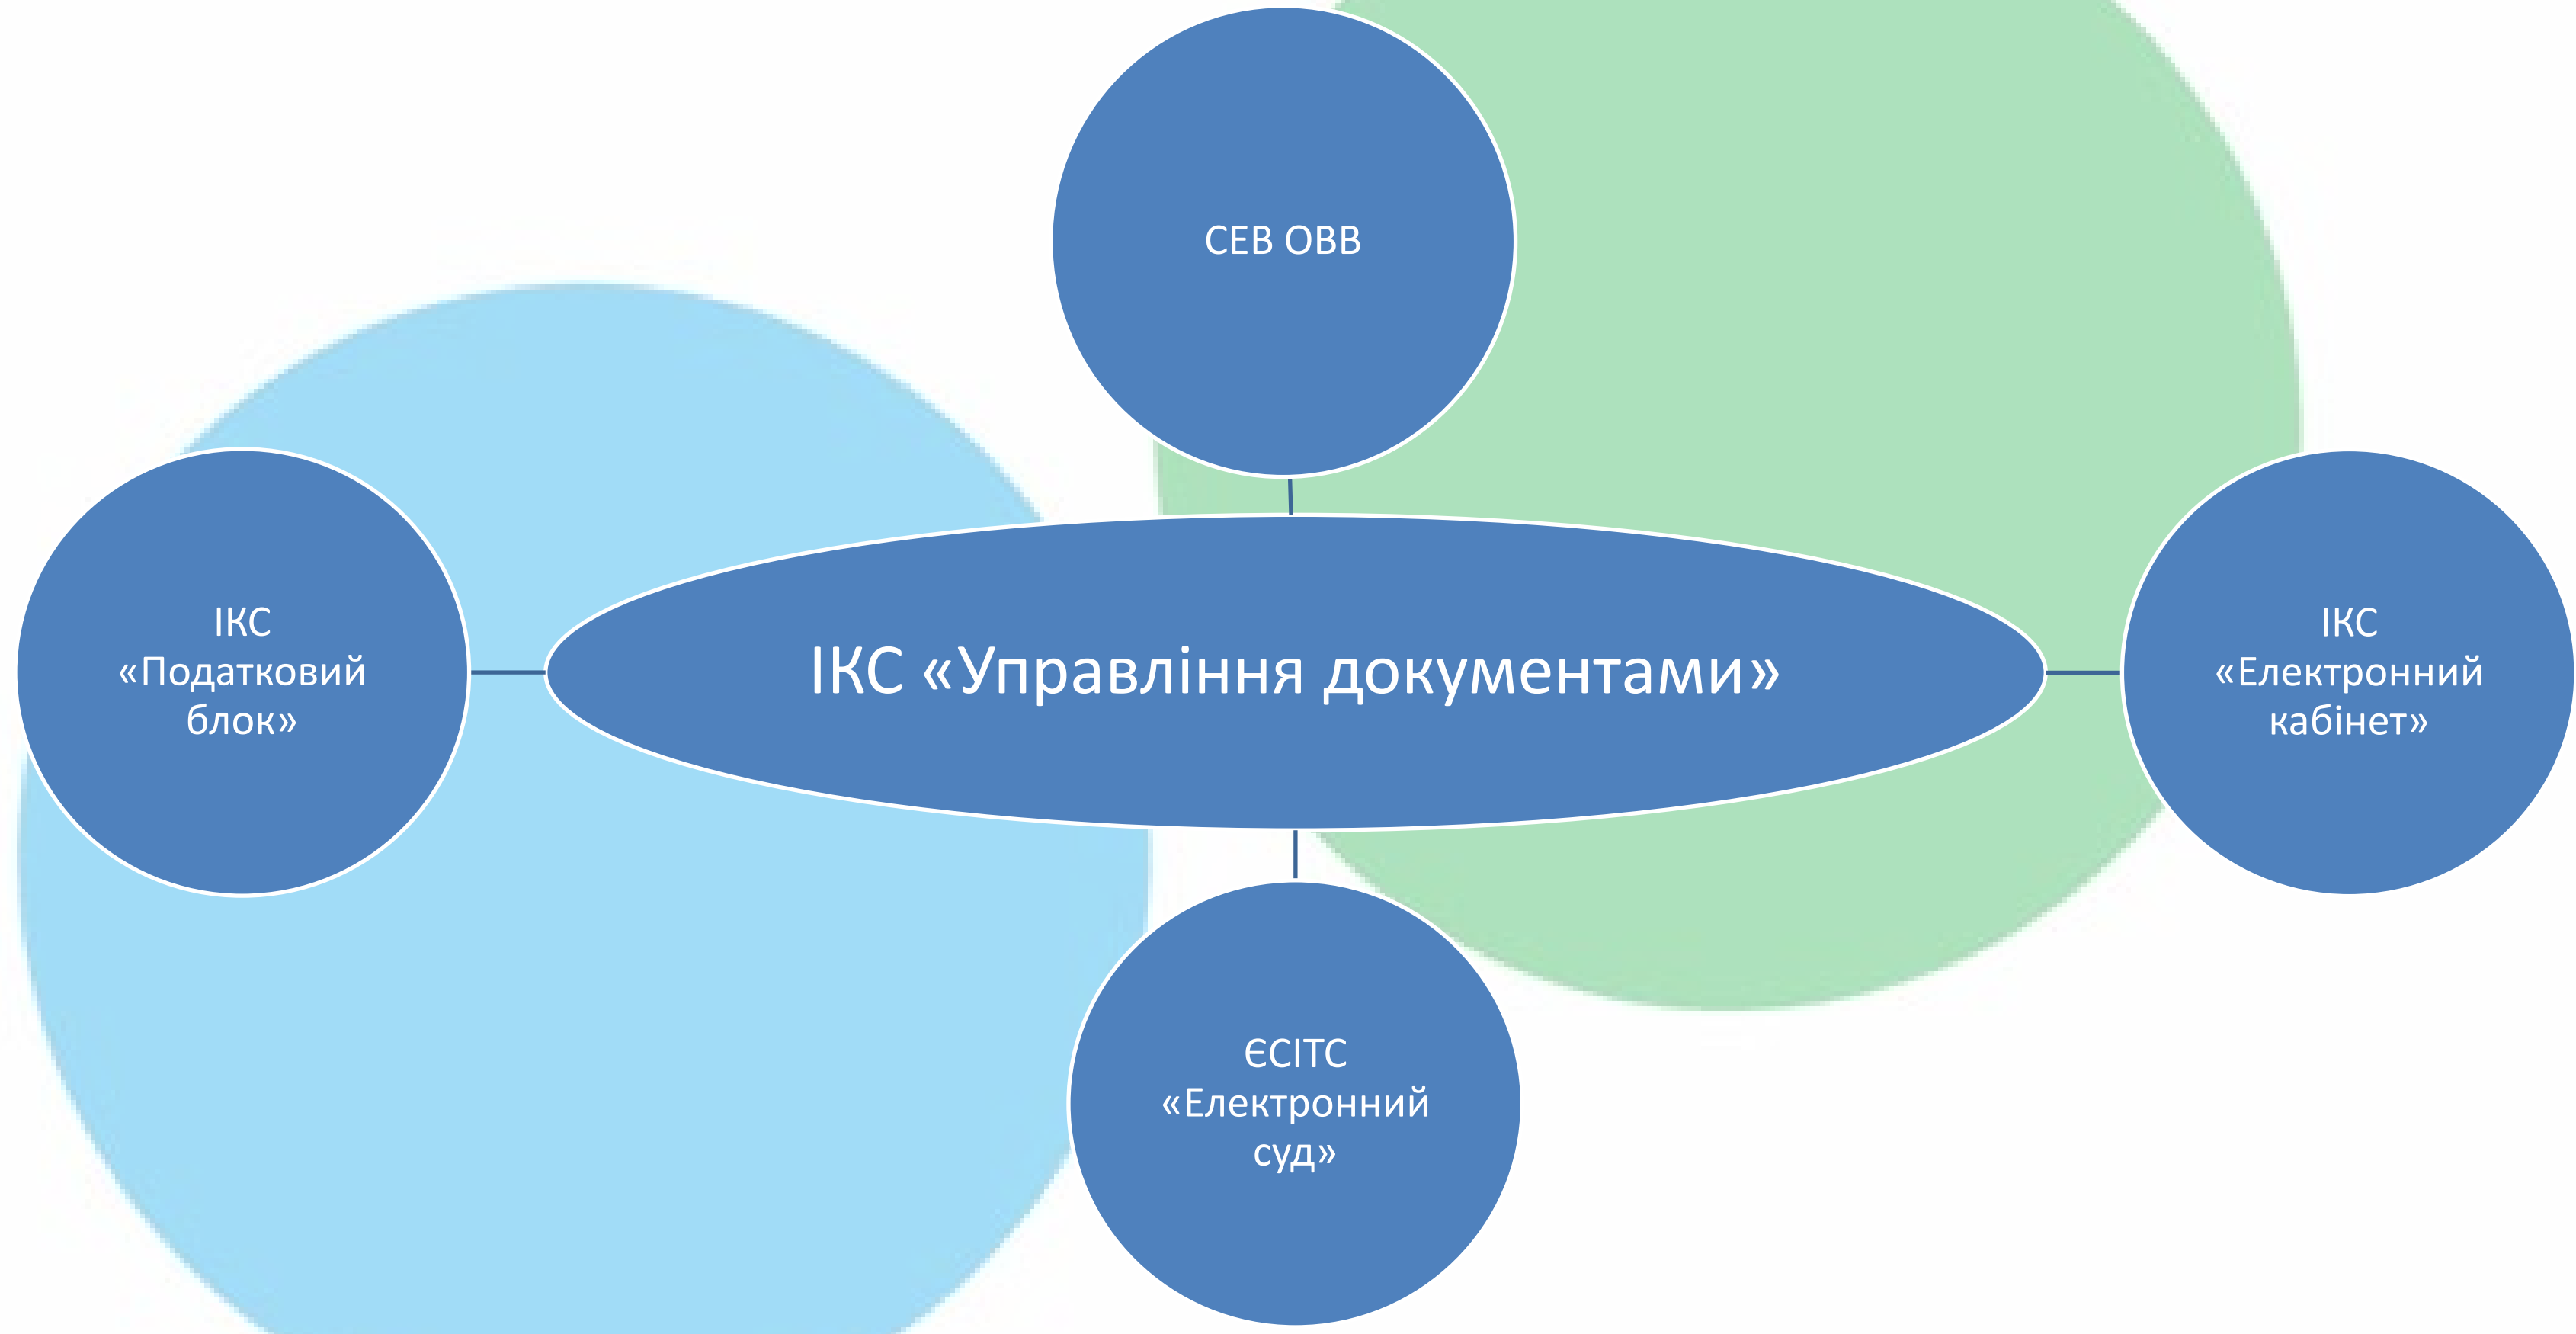 СЕВ ОВВ
ІКС
«Податковий
блок»
ІКС «Управління документами»
ІКС
«Електронний
кабінет»
ЄСІТС
«Електронний
суд»